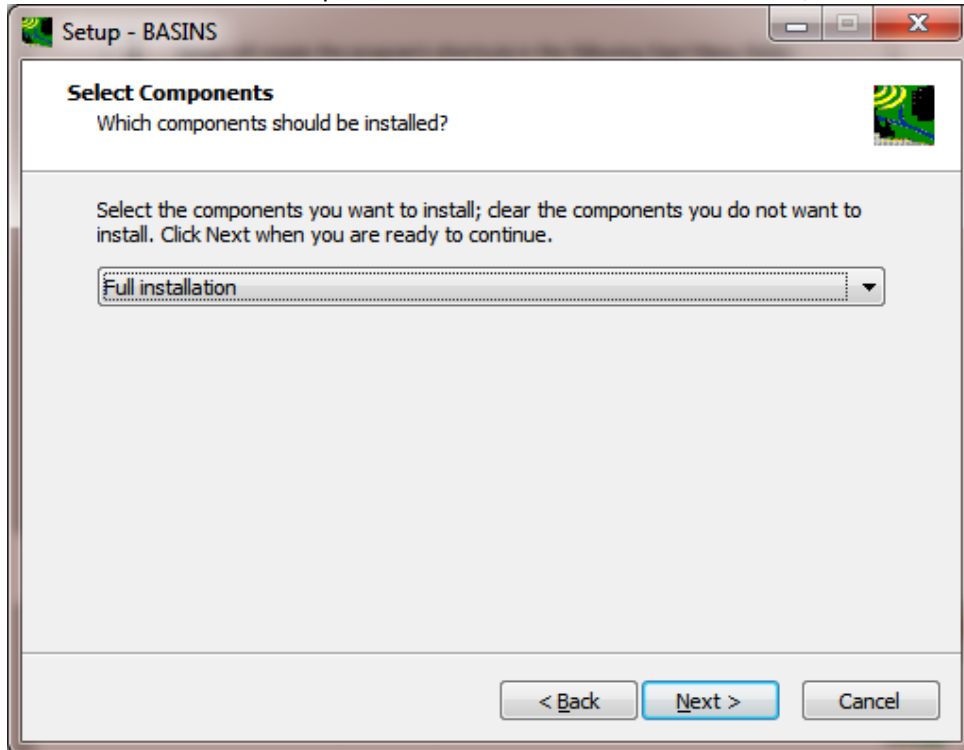 Setup - BASINS
Select Components
Which components should be installed?
Select the components you want to install; clear the components you do not want to
install. Click Next when you are ready to continue.
Full installation
< Back
Next >
Cancel